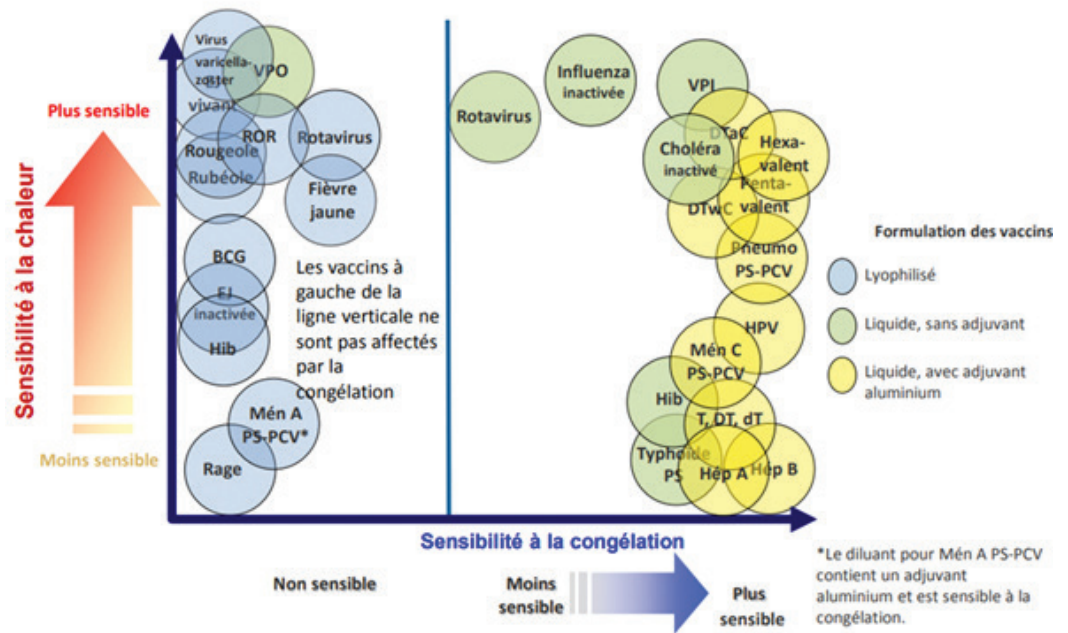 Virus
varicella-
zoster
VPO
vivant
ROR
Rotavirus
Rougeole
Rubéole
Fièvre
jaune
BCG
EJ
inactivée
Hib
Mén A
PS-PCV*
Rage
Les vaccins à
gauche de la
ligne verticale ne
sont pas affectés
par la
congélation
Rotavirus
Influenza
inactivée
VPI
DTaC
Choléra
inactivé
Hexa-
valent
Penta-
valent
DTwC
Pneumo
PS-PCV
HPV
Mén C
PS-PCV
Hib
T, DT, dT
Typhoïde
PS
Hép A
Hép B
Sensibilité à la chaleur
Plus sensible
Moins sensible
Formulation des vaccins
Lyophilisé
Liquide, sans adjuvant
Liquide, avec adjuvant
aluminium
Sensibilité à la congélation
Non sensible
Moins
sensible
Plus
sensible
*Le diluant pour Mén A PS-PCV
contient un adjuvant
aluminium et est sensible à la
congélation.